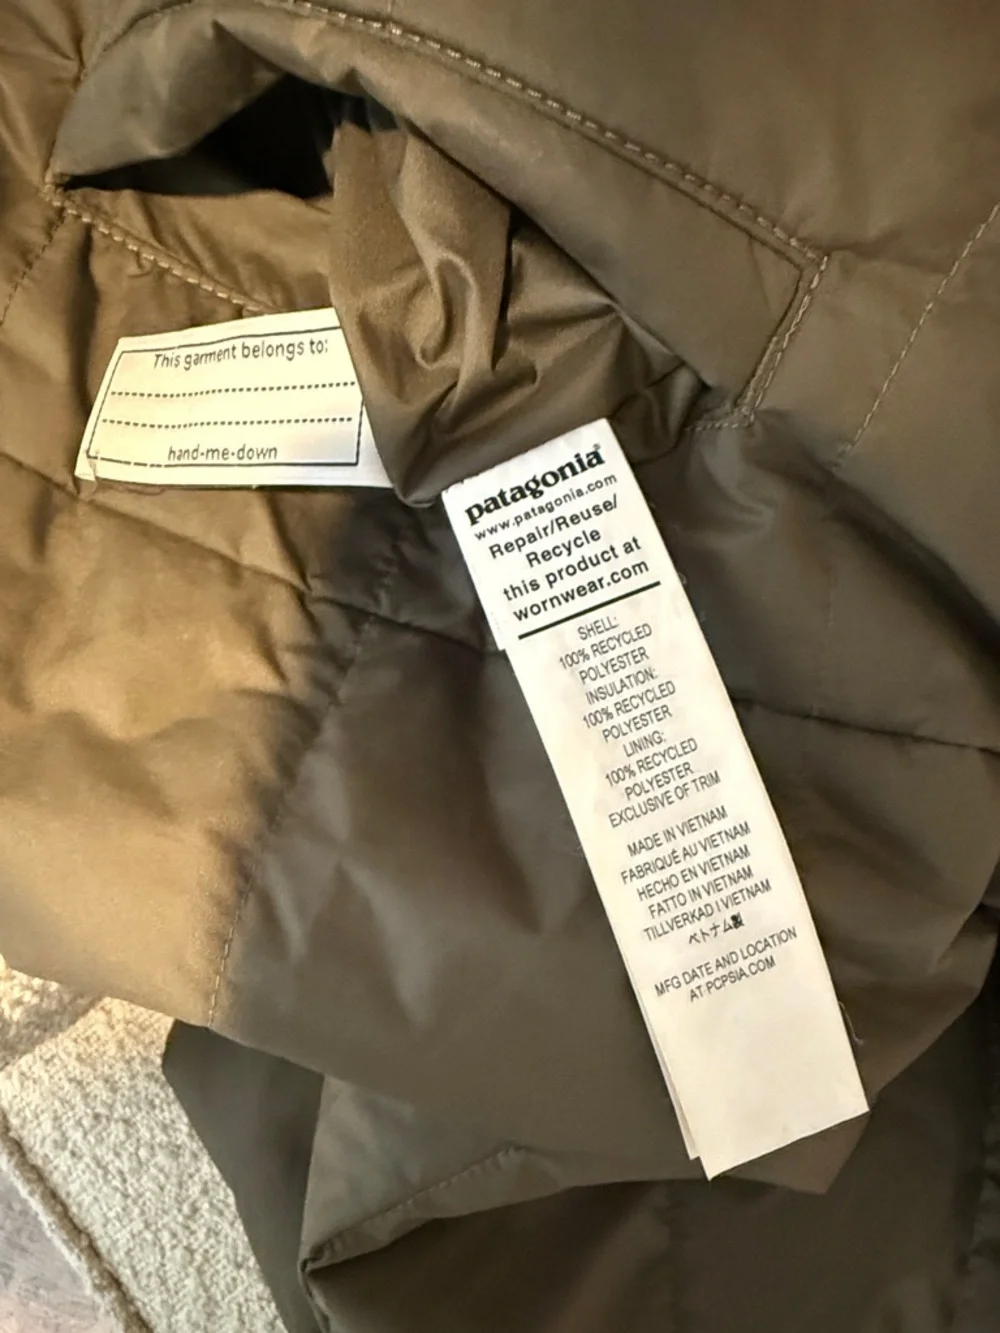 This garment belongs to:
hand-me-down
patagonia®
www.patagonia.com
Repair/Reuse/
Recycle
this product at
wornwear.com
SHELL:
100% RECYCLED
POLYESTER
INSULATION:
100% RECYCLED
POLYESTER
LINING:
100% RECYCLED
POLYESTER
EXCLUSIVE OF TRIM
MADE IN VIETNAM
FABRIQUÉ AU VIETNAM
HECHO EN VIETNAM
FATTO IN VIETNAM
TILLVERKAD I VIETNAM
ベトナム製
MFG DATE AND LOCATION
AT PCPSIA.COM